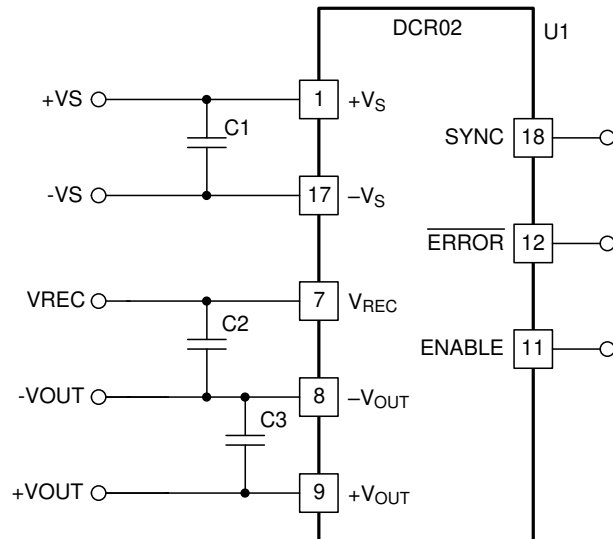 DCR02
U1
+VS
1
+VS
C1
SYNC
18
-VS
17
–VS
ERROR
12
VREC
7
VREC
C2
ENABLE
11
-VOUT
8
–VOUT
C3
+VOUT
9
+VOUT